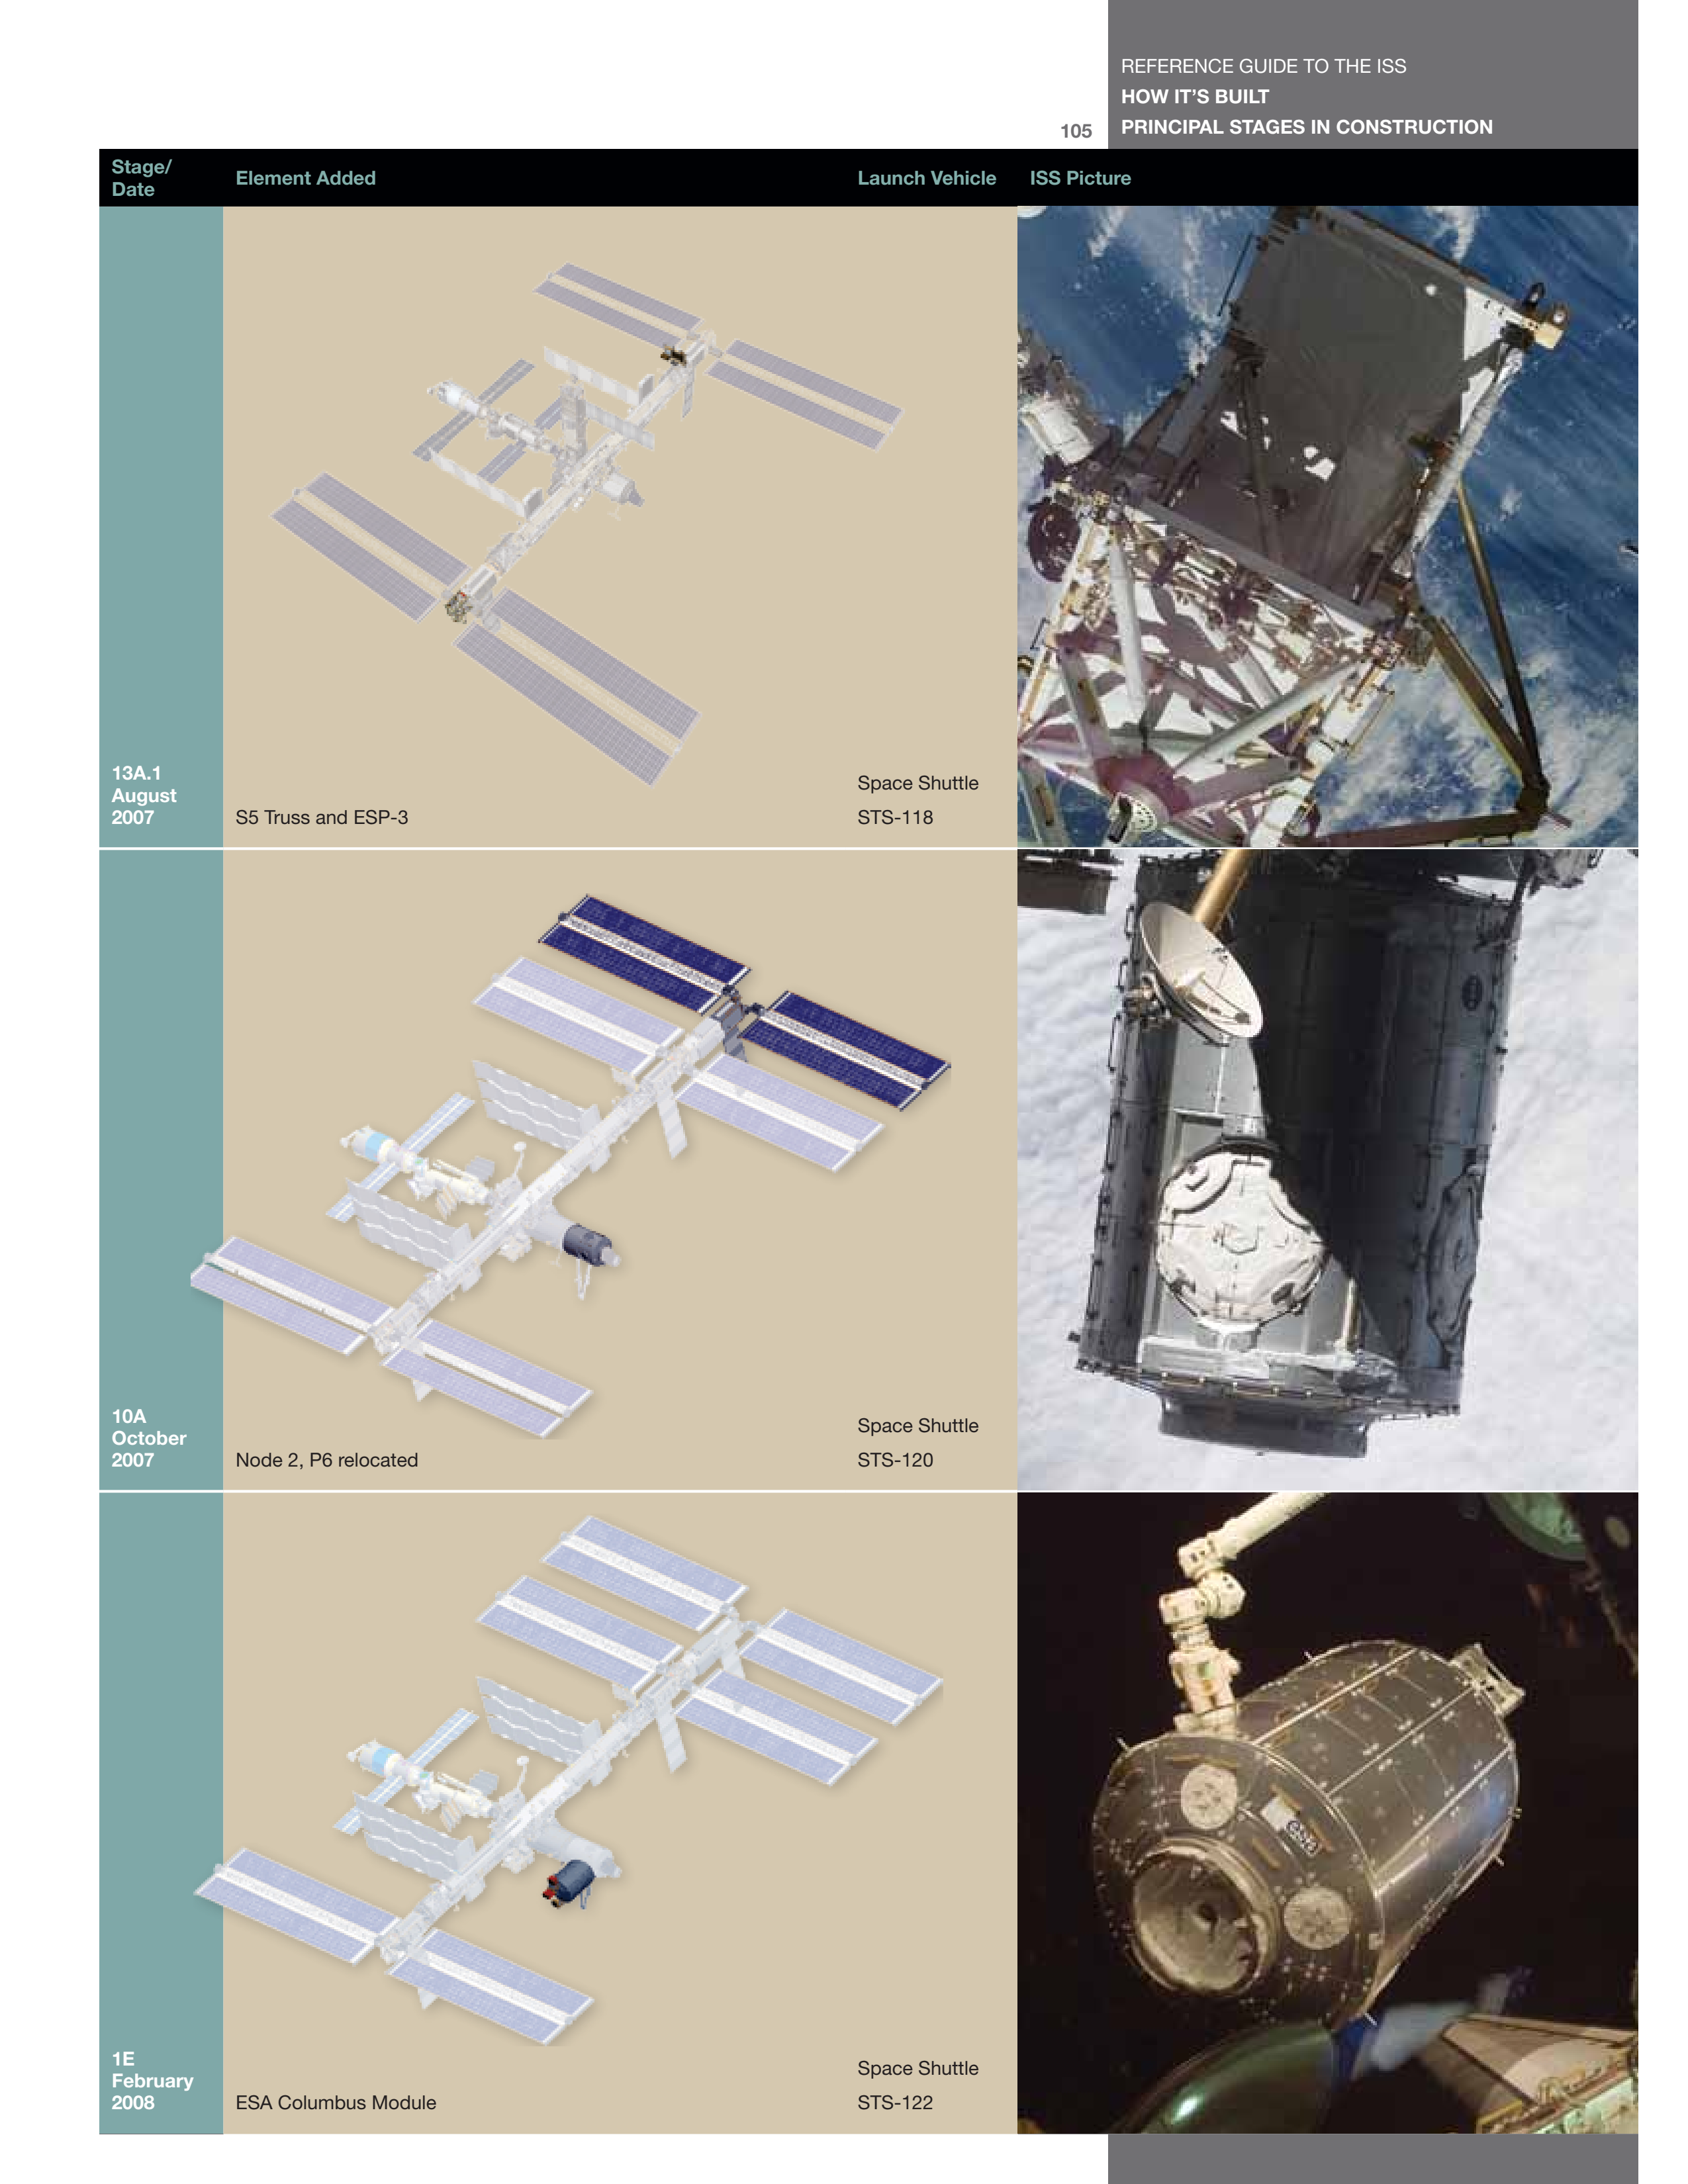 REFERENCE GUIDE TO THE ISS
HOW IT’S BUILT
105 PRINCIPAL STAGES IN CONSTRUCTION
Stage/
Date
Element Added
Launch Vehicle
ISS Picture
13A.1
August
2007
S5 Truss and ESP-3
Space Shuttle
STS-118
10A
October
2007
Node 2, P6 relocated
Space Shuttle
STS-120
1E
February
2008
ESA Columbus Module
Space Shuttle
STS-122
esa